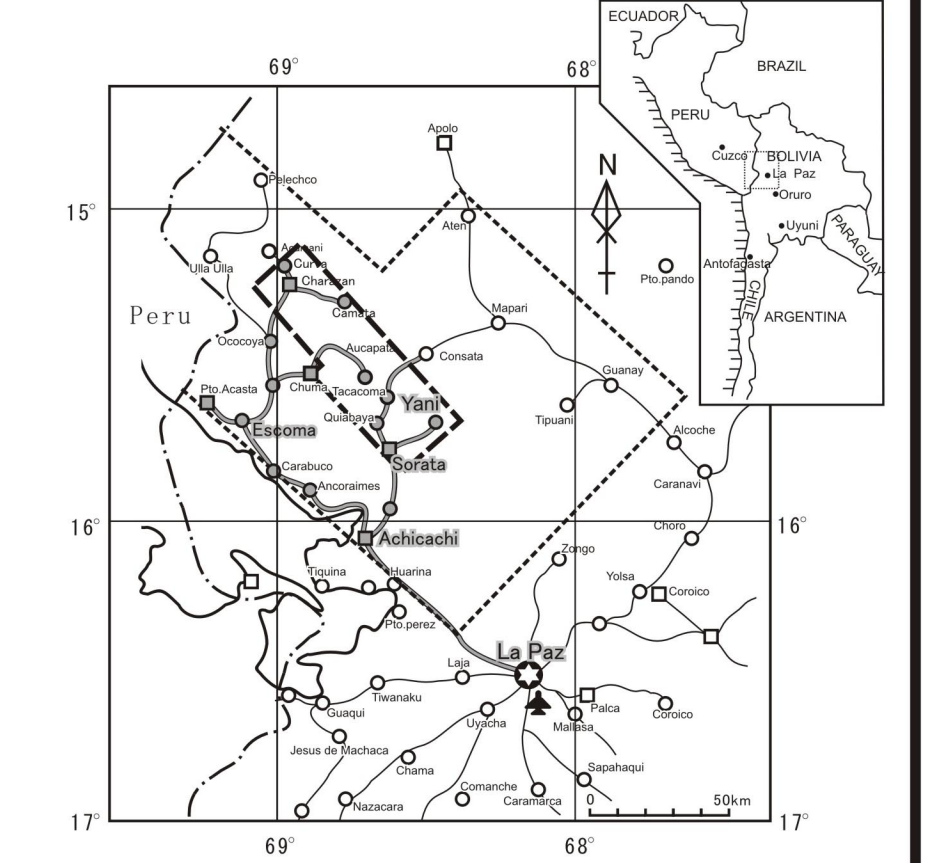 ECUADOR
BRAZIL
PERU
Cuzco
BOLIVIA
La Paz
Oruro
Uyuni
PARAGUAY
Antofagasta
CHILE
ARGENTINA
69°
68°
N
Apolo
Pelechco
15°
Aten
Ulla Ulla
Curva
Charazan
Pto.pando
Camata
Peru
Mapari
Ococoya
Aucapata
Consata
Guanay
Chuma
Tacacoma
Pto.Acasta
Yani
Quiabaya
Tipuani
Escoma
Alcoche
Sorata
Carabuco
Caranavi
Ancoraimes
16°
16°
Choro
Achicachi
Zongo
Tiquina
Huarina
Yolsa
Coroico
Pto.perez
La Paz
Laja
Tiwanaku
Guaqui
Palca
Coroico
Uyacha
Mallasa
Jesus de Machaca
Chama
Sapahaqui
Comanche
Caramarca
Nazacara
0
50km
17°
17°
69°
68°